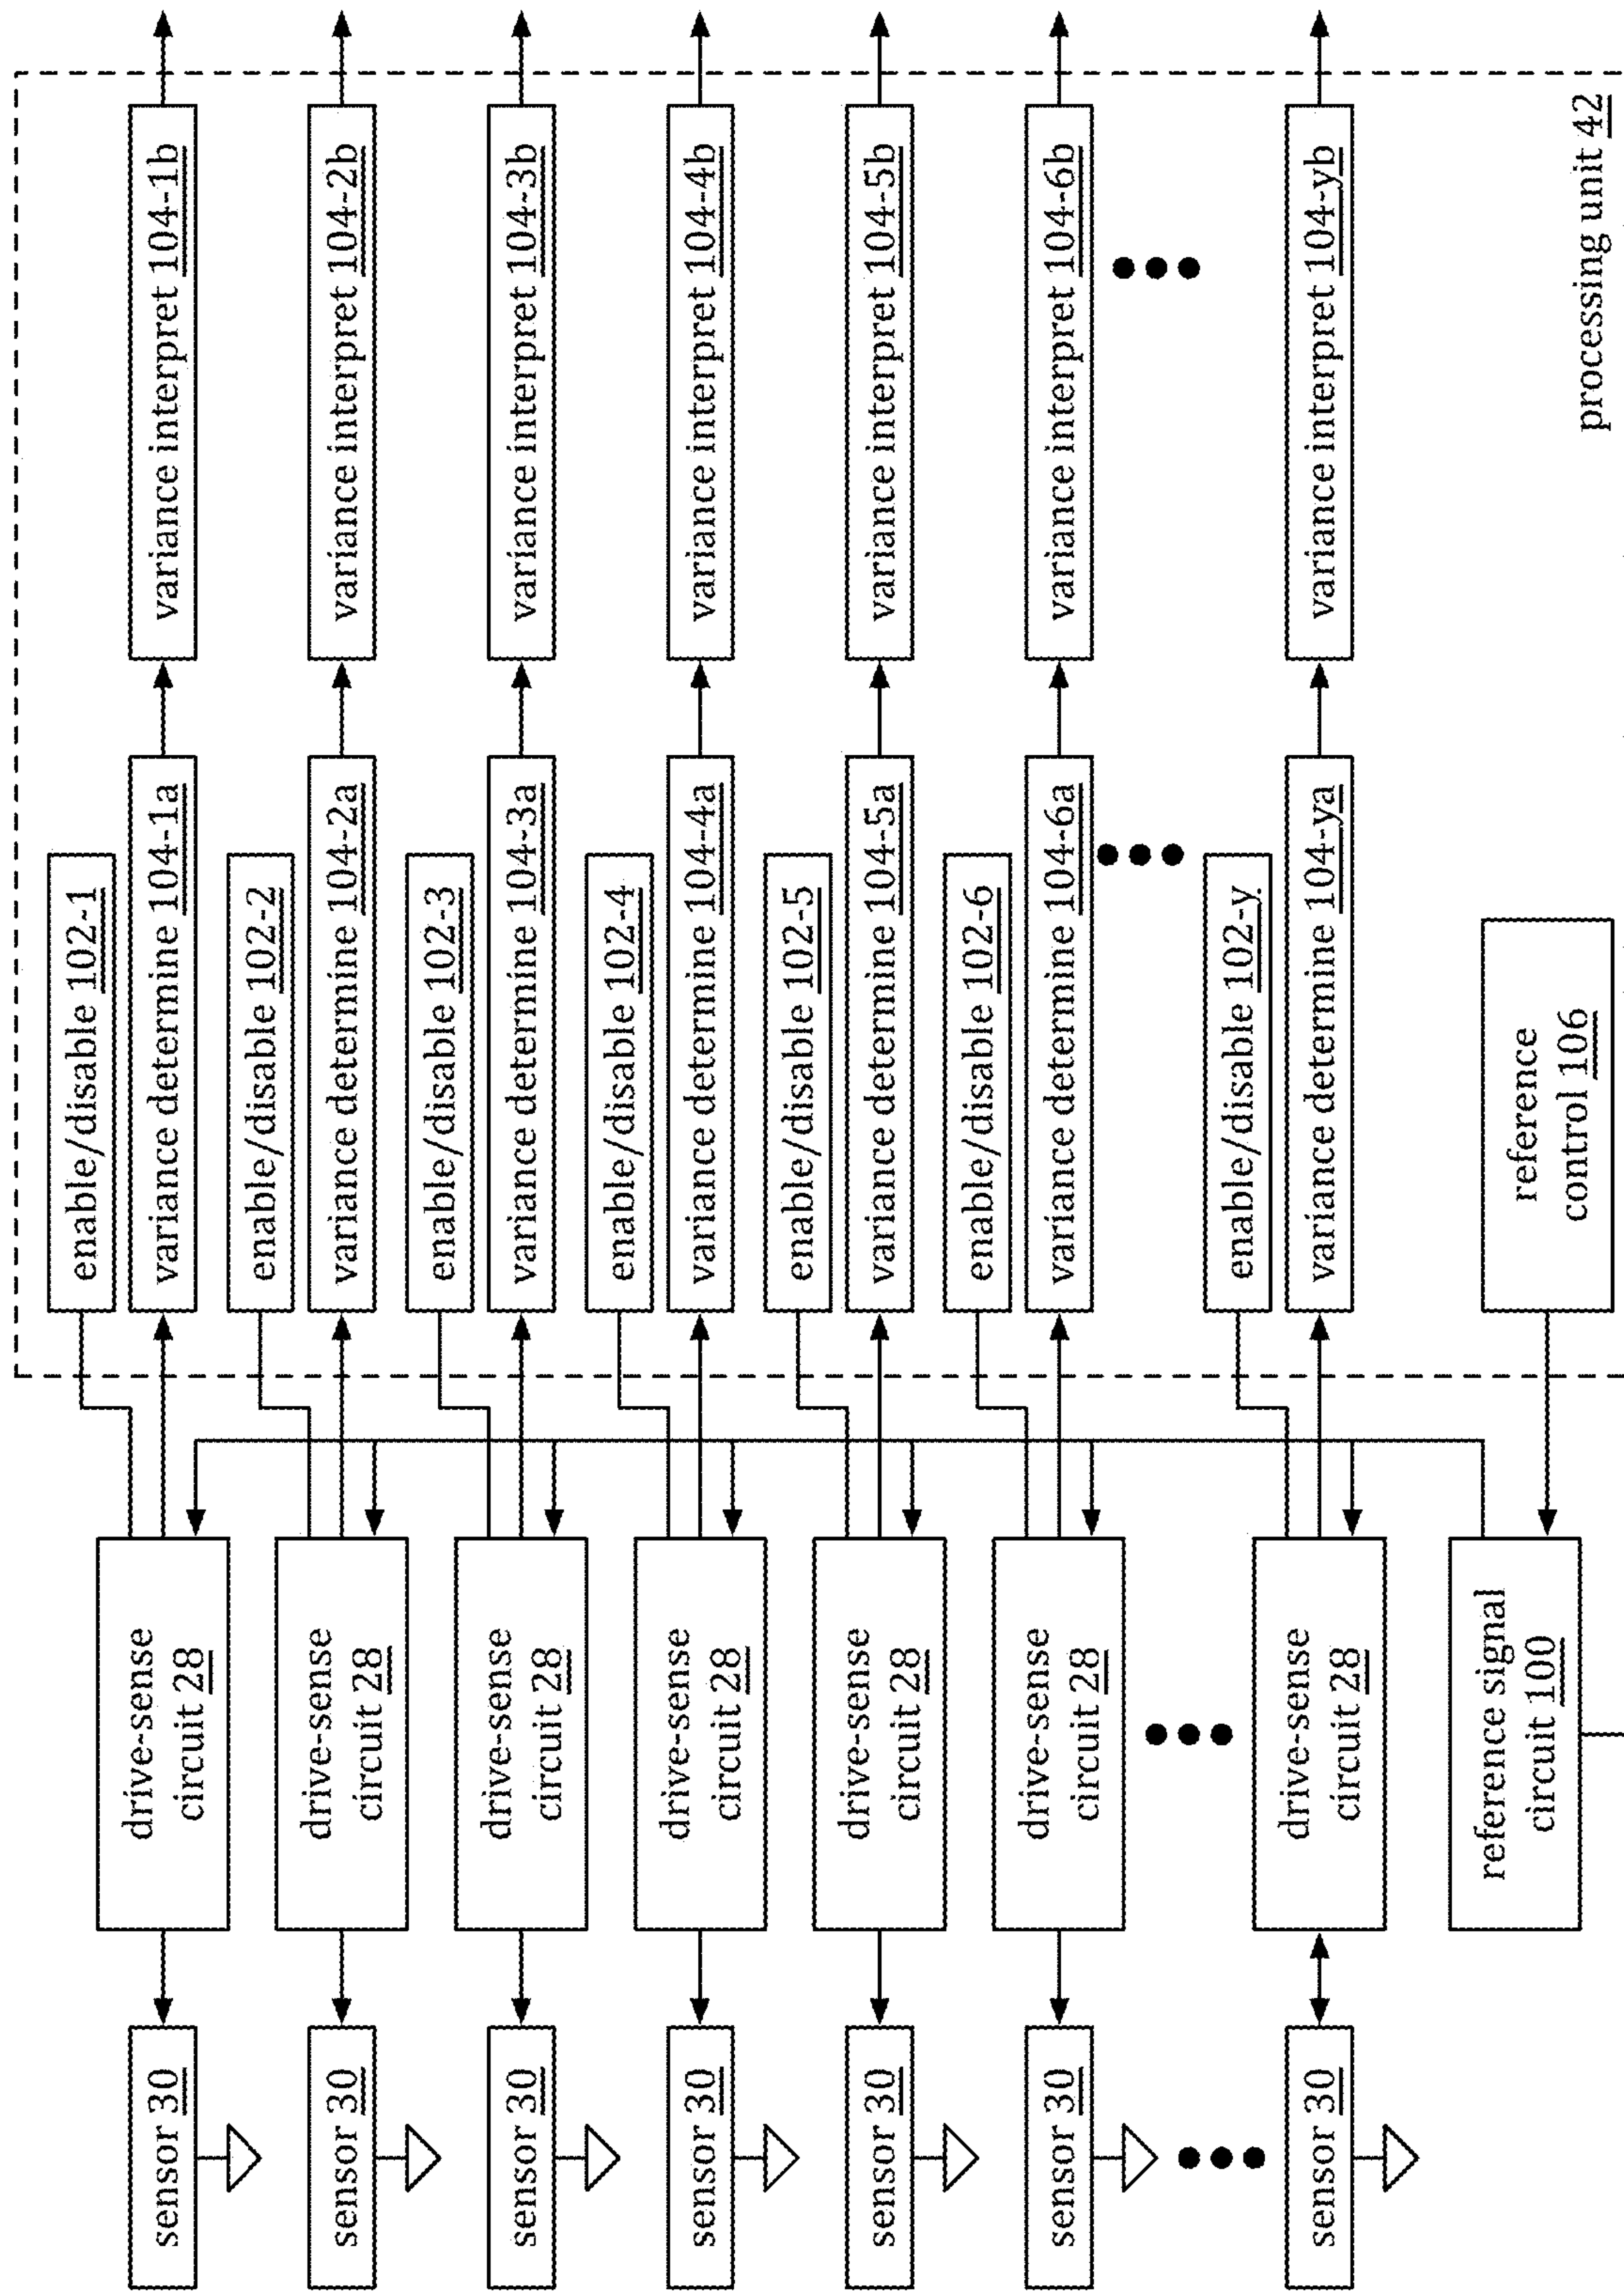 enable/disable 102-1
sensor 30
drive-sense
circuit 28
variance determine 104-1a
variance interpret 104-1b
enable/disable 102-2
sensor 30
drive-sense
circuit 28
variance determine 104-2a
variance interpret 104-2b
enable/disable 102-3
sensor 30
drive-sense
circuit 28
variance determine 104-3a
variance interpret 104-3b
enable/disable 102-4
sensor 30
drive-sense
circuit 28
variance determine 104-4a
variance interpret 104-4b
enable/disable 102-5
sensor 30
drive-sense
circuit 28
variance determine 104-5a
variance interpret 104-5b
enable/disable 102-6
sensor 30
drive-sense
circuit 28
variance determine 104-6a
variance interpret 104-6b
enable/disable 102-y
sensor 30
drive-sense
circuit 28
variance determine 104-ya
variance interpret 104-yb
reference signal
circuit 100
reference
control 106
processing unit 42